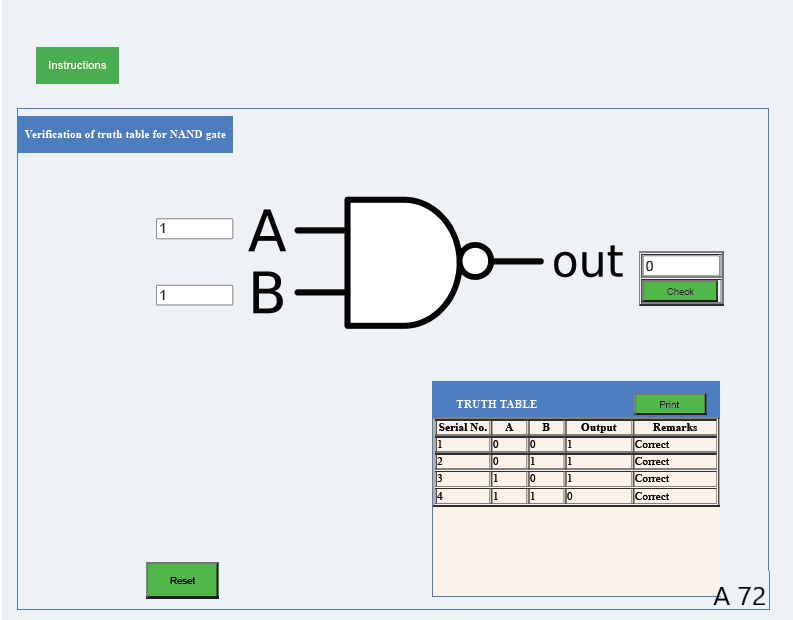 Instructions
Verification of truth table for NAND gate
1 A
out 0
1 B
Check
TRUTH TABLE Print
Serial No. A B Output Remarks
1 0 0 1 Correct
2 0 1 1 Correct
3 1 0 1 Correct
4 1 1 0 Correct
Reset
A 72